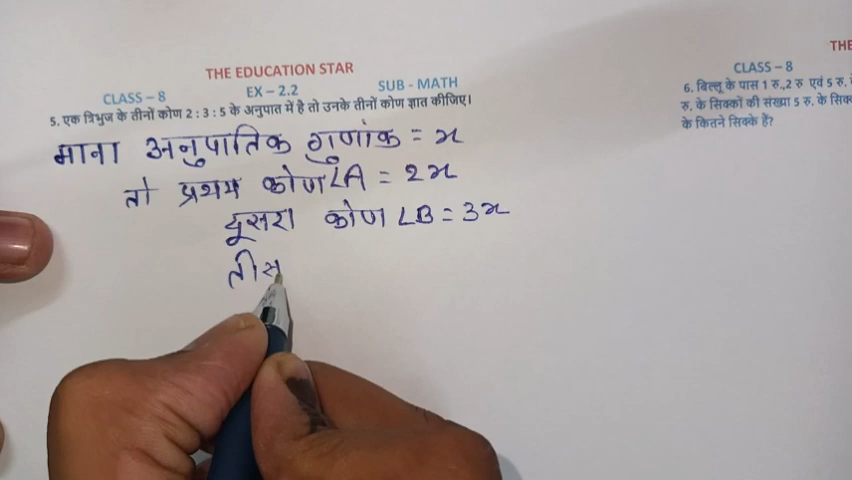 THE EDUCATION STAR
CLASS – 8 EX – 2.2 SUB - MATH
5. एक त्रिभुज के तीनों कोण 2 : 3 : 5 के अनुपात में है तो उनके तीनों कोण ज्ञात कीजिए।
माना अनुपातिक गुणांक = x
तो प्रथम कोण ∠A = 2x
दूसरा कोण ∠B = 3x
तीस
THE
CLASS – 8
6. बिल्लू के पास 1 रु.,2 रु एवं 5 रु.
रु. के सिक्कों की संख्या 5 रु. के
के कितने सिक्के हैं?